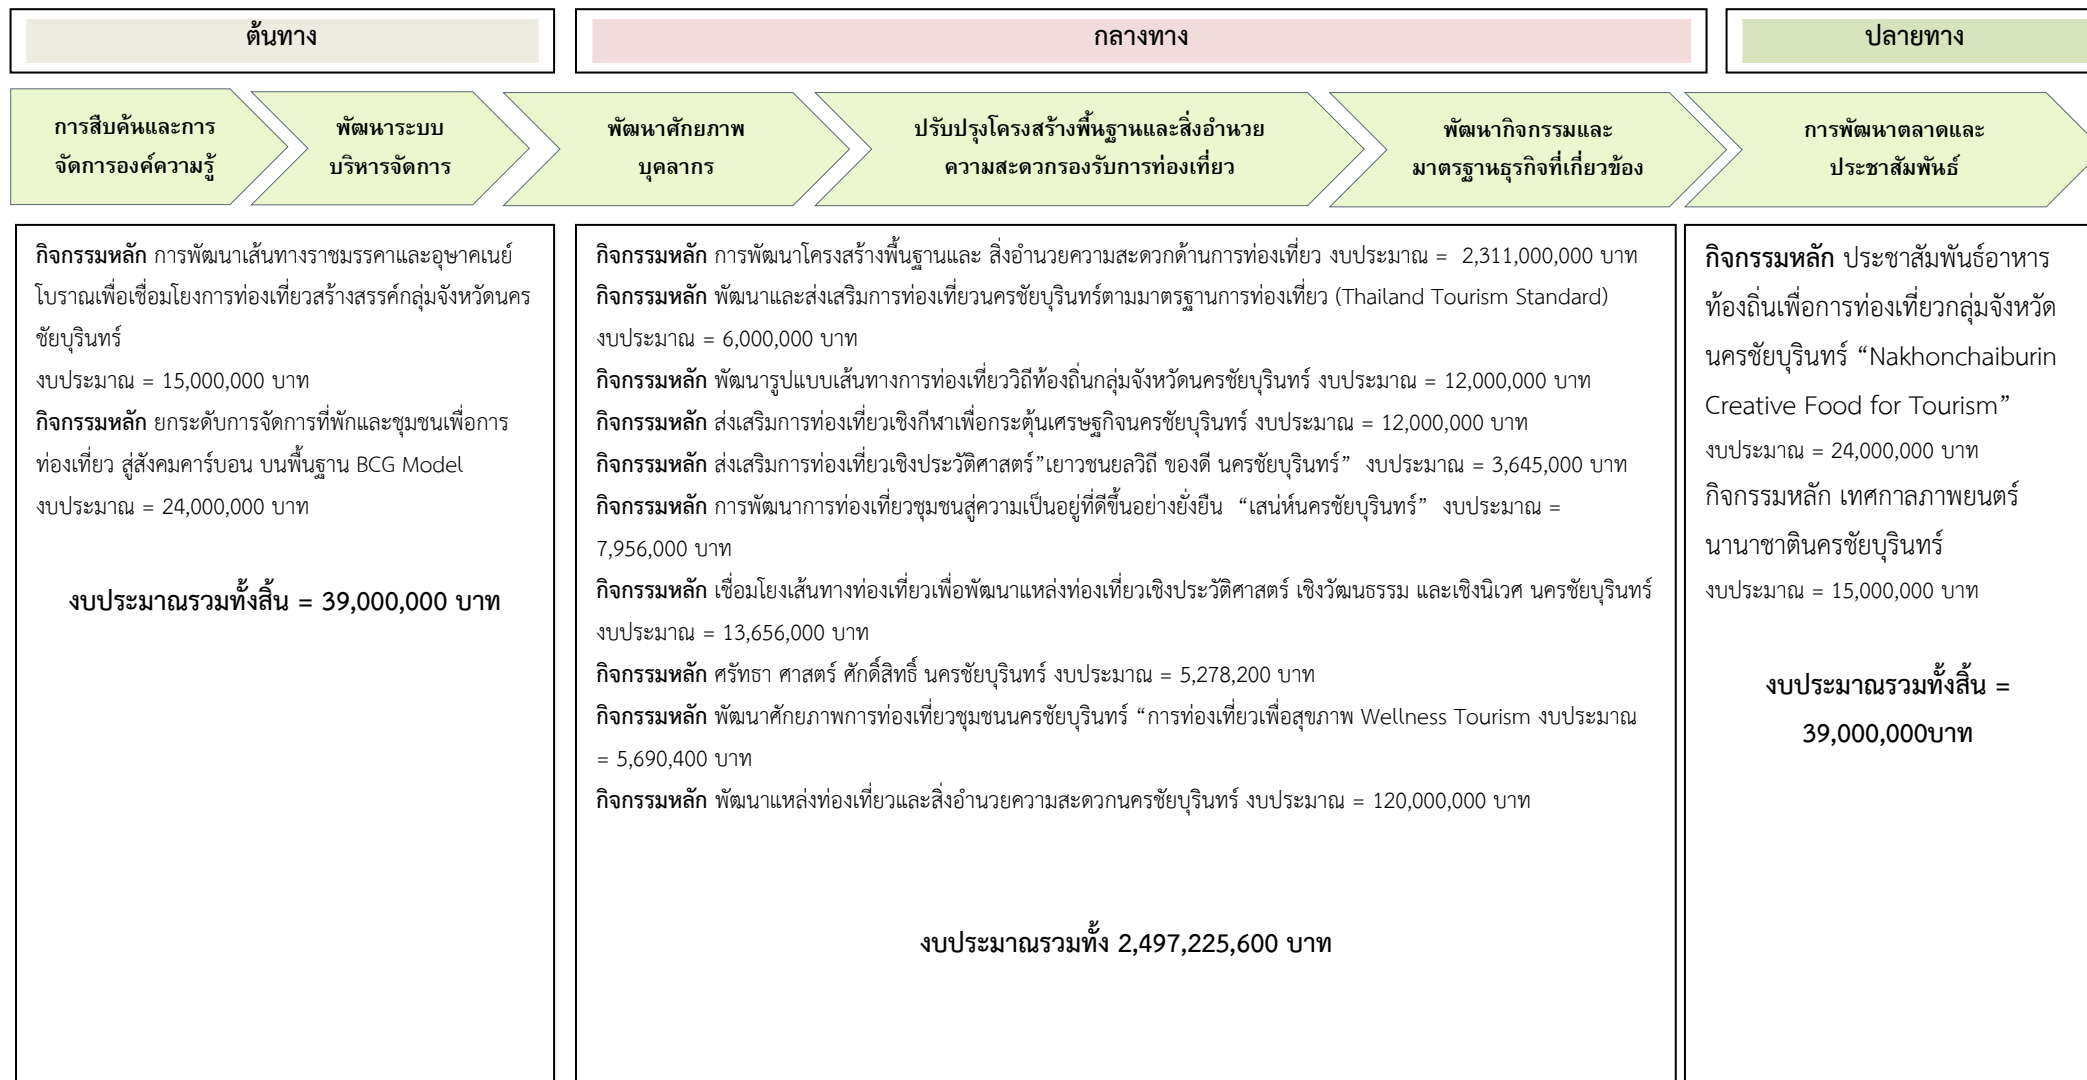 ต้นทาง
กลางทาง
ปลายทาง
การสืบค้นและการ
จัดการองค์ความรู้
พัฒนาระบบ
บริหารจัดการ
พัฒนาศักยภาพ
บุคลากร
ปรับปรุงโครงสร้างพื้นฐานและสิ่งอำนวย
ความสะดวกรองรับการท่องเที่ยว
พัฒนากิจกรรมและ
มาตรฐานธุรกิจที่เกี่ยวข้อง
การพัฒนาตลาดและ
ประชาสัมพันธ์
กิจกรรมหลัก การพัฒนาเส้นทางราชมรรคาและอุษาคเนย์
โบราณเพื่อเชื่อมโยงการท่องเที่ยวสร้างสรรค์กลุ่มจังหวัดนคร
ชัยบุรินทร์
งบประมาณ = 15,000,000 บาท
กิจกรรมหลัก ยกระดับการจัดการที่พักและชุมชนเพื่อการ
ท่องเที่ยว สู่สังคมคาร์บอน บนพื้นฐาน BCG Model
งบประมาณ = 24,000,000 บาท
งบประมาณรวมทั้งสิ้น = 39,000,000 บาท
กิจกรรมหลัก การพัฒนาโครงสร้างพื้นฐานและ สิ่งอำนวยความสะดวกด้านการท่องเที่ยว งบประมาณ = 2,311,000,000 บาท
กิจกรรมหลัก พัฒนาและส่งเสริมการท่องเที่ยวนครชัยบุรินทร์ตามมาตรฐานการท่องเที่ยว (Thailand Tourism Standard)
งบประมาณ = 6,000,000 บาท
กิจกรรมหลัก พัฒนารูปแบบเส้นทางการท่องเที่ยววิถีท้องถิ่นกลุ่มจังหวัดนครชัยบุรินทร์ งบประมาณ = 12,000,000 บาท
กิจกรรมหลัก ส่งเสริมการท่องเที่ยวเชิงกีฬาเพื่อกระตุ้นเศรษฐกิจนครชัยบุรินทร์ งบประมาณ = 12,000,000 บาท
กิจกรรมหลัก ส่งเสริมการท่องเที่ยวเชิงประวัติศาสตร์”เยาวชนยลวิถี ของดี นครชัยบุรินทร์” งบประมาณ = 3,645,000 บาท
กิจกรรมหลัก การพัฒนาการท่องเที่ยวชุมชนสู่ความเป็นอยู่ที่ดีขึ้นอย่างยั่งยืน “เสน่ห์นครชัยบุรินทร์” งบประมาณ =
7,956,000 บาท
กิจกรรมหลัก เชื่อมโยงเส้นทางท่องเที่ยวเพื่อพัฒนาแหล่งท่องเที่ยวเชิงประวัติศาสตร์ เชิงวัฒนธรรม และเชิงนิเวศ นครชัยบุรินทร์
งบประมาณ = 13,656,000 บาท
กิจกรรมหลัก ศรัทธา ศาสตร์ ศักดิ์สิทธิ์ นครชัยบุรินทร์ งบประมาณ = 5,278,200 บาท
กิจกรรมหลัก พัฒนาศักยภาพการท่องเที่ยวชุมชนนครชัยบุรินทร์ “การท่องเที่ยวเพื่อสุขภาพ Wellness Tourism งบประมาณ
= 5,690,400 บาท
กิจกรรมหลัก พัฒนาแหล่งท่องเที่ยวและสิ่งอำนวยความสะดวกนครชัยบุรินทร์ งบประมาณ = 120,000,000 บาท
งบประมาณรวมทั้ง 2,497,225,600 บาท
กิจกรรมหลัก ประชาสัมพันธ์อาหาร
ท้องถิ่นเพื่อการท่องเที่ยวกลุ่มจังหวัด
นครชัยบุรินทร์ “Nakhonchaiburin
Creative Food for Tourism”
งบประมาณ = 24,000,000 บาท
กิจกรรมหลัก เทศกาลภาพยนตร์
นานาชาตินครชัยบุรินทร์
งบประมาณ = 15,000,000 บาท
งบประมาณรวมทั้งสิ้น =
39,000,000บาท